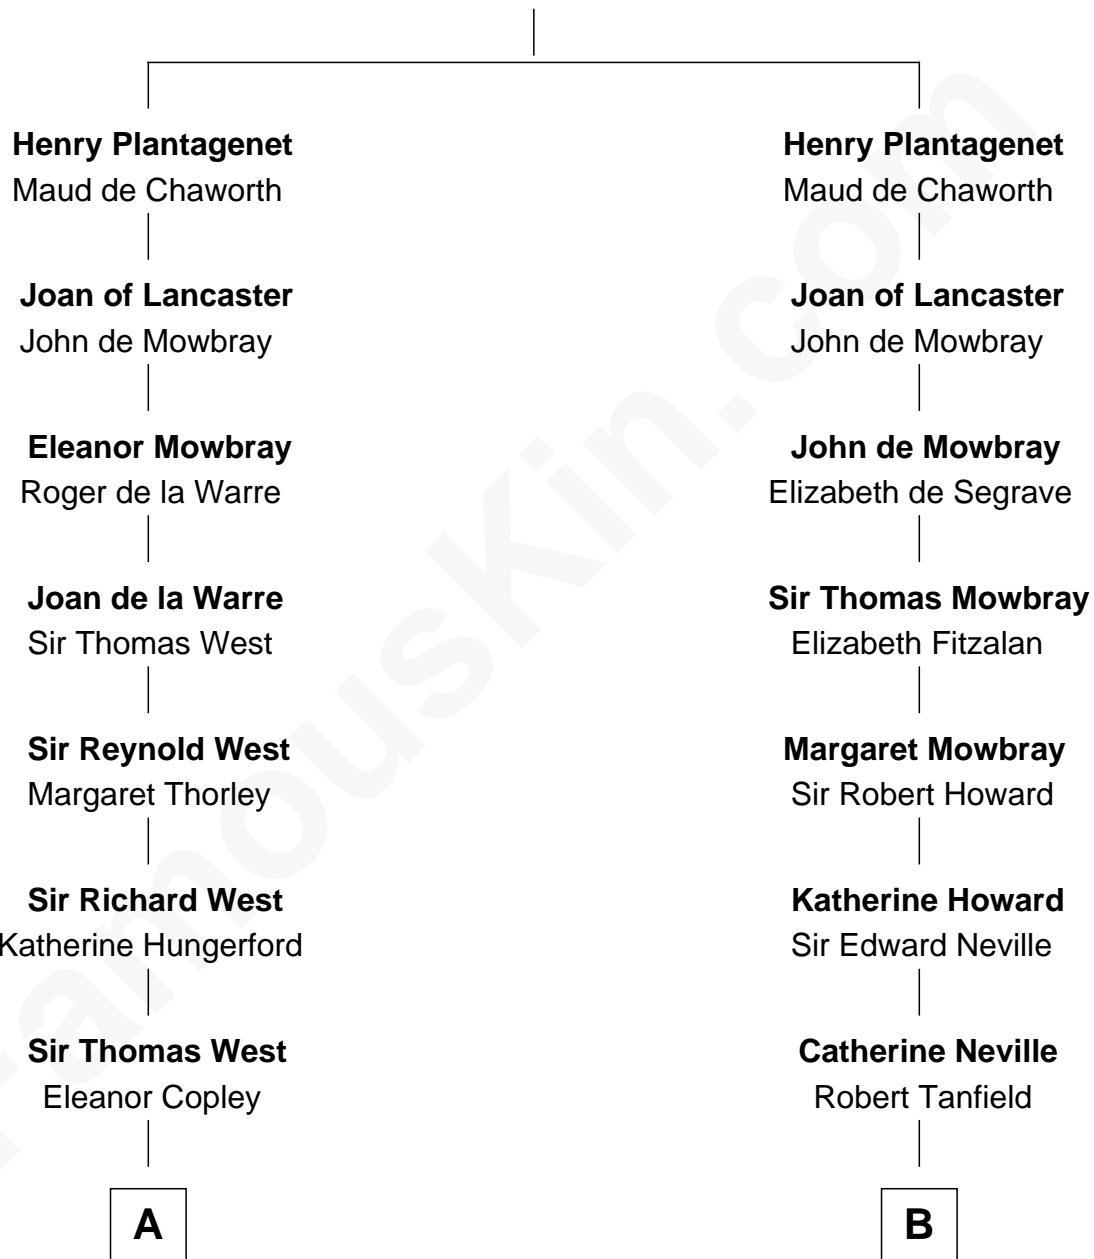 Henry Plantagenet
Maud de Chaworth
Joan of Lancaster
John de Mowbray
Eleanor Mowbray
Roger de la Warre
Joan de la Warre
Sir Thomas West
Sir Reynold West
Margaret Thorley
Sir Richard West
Katherine Hungerford
Sir Thomas West
Eleanor Copley
A
Henry Plantagenet
Maud de Chaworth
Joan of Lancaster
John de Mowbray
John de Mowbray
Elizabeth de Segrave
Sir Thomas Mowbray
Elizabeth Fitzalan
Margaret Mowbray
Sir Robert Howard
Katherine Howard
Sir Edward Neville
Catherine Neville
Robert Tanfield
B
FamousKin.com